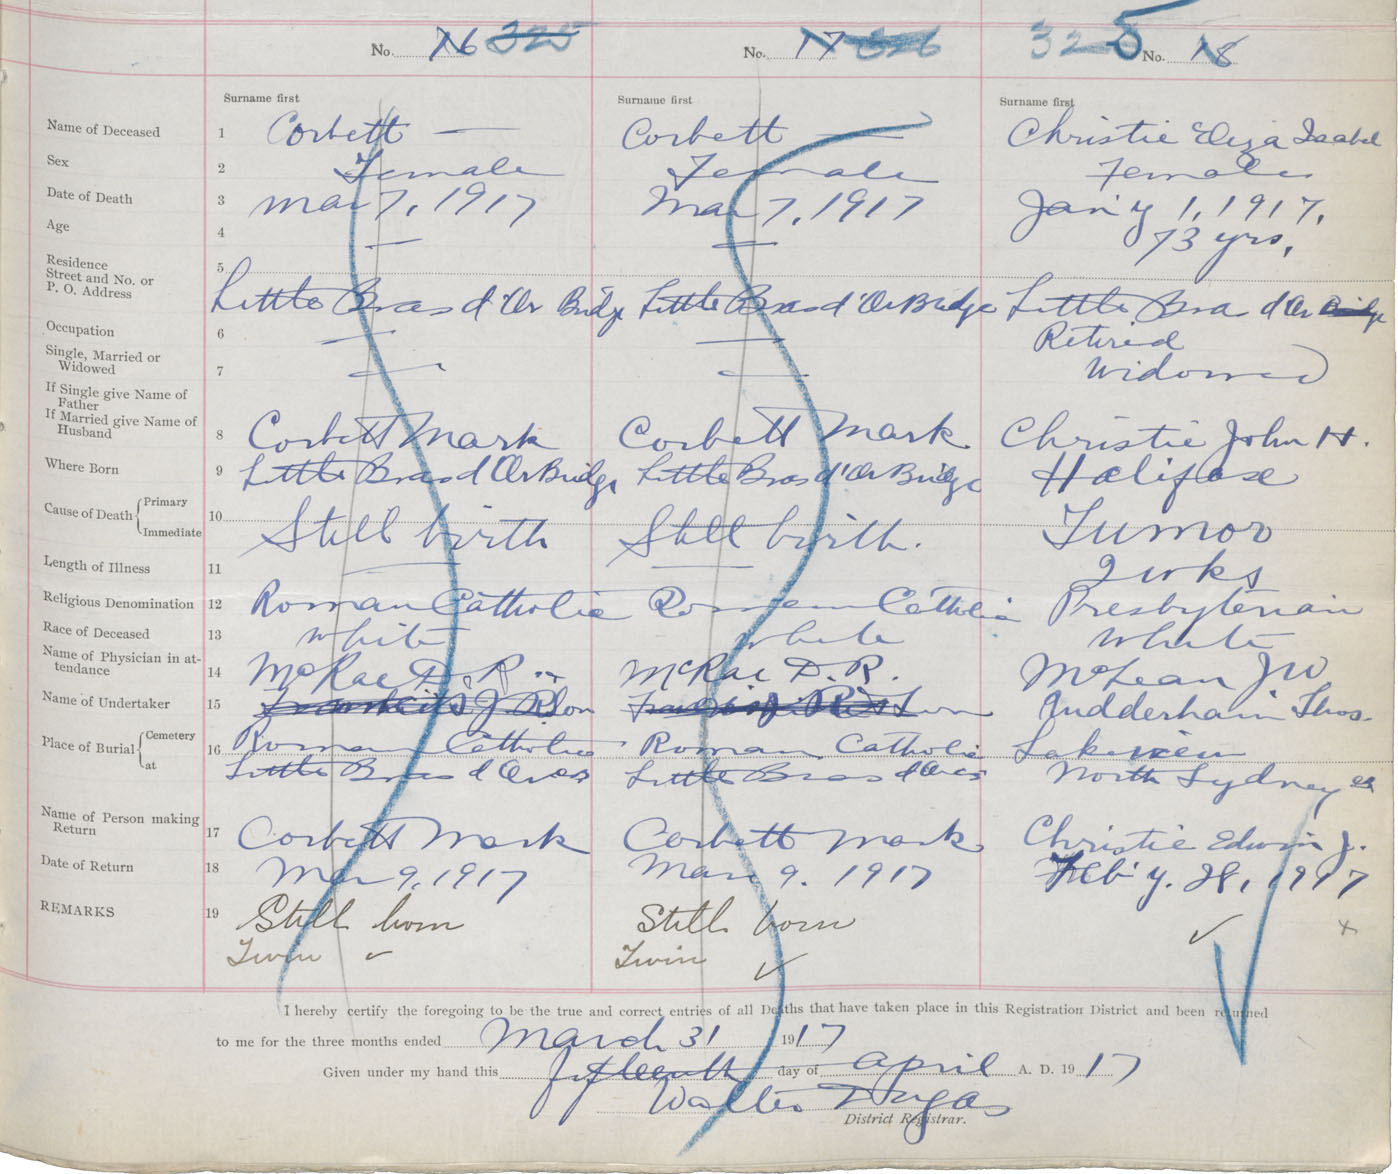 No. 16 325 No. 17 326 325 No. 18
Surname first Surname first Surname first
Name of Deceased 1 Corbett — Corbett — Christie Eliza Isabel
Sex 2 Female Female Female
Date of Death 3 Mar 7, 1917 Mar 7, 1917 Jan'y 1, 1917.
Age 4 — — 73 yrs.
Residence 5
Street and No. or
P. O. Address Little Bras d'Or Bridge Little Bras d'Or Bridge Little Bras d'Or Bridge
Occupation 6 — — Retired
Single, Married or
Widowed 7 — — Widowed
If Single give Name of
Father
If Married give Name of
Husband 8 Corbett Mark Corbett Mark Christie John H.
Where Born 9 Little Bras d'Or Bridge Little Bras d'Or Bridge Halifax
Cause of Death { Primary
Immediate 10 Still birth Still birth. Tumor
Length of Illness 11 — — 2 wks
Religious Denomination 12 Roman Catholic Roman Catholic Presbyterian
Race of Deceased 13 White White White
Name of Physician in at-
tendance 14 McRae D. R. McRae D. R. McLean J W
Name of Undertaker 15 Rudderham Thos.
Place of Burial { Cemetery 16 Roman Catholic Roman Catholic Lakeview
at Little Bras d'Or Little Bras d'Or North Sydney
Name of Person making
Return 17 Corbett Mark Corbett Mark Christie Edwin J.
Date of Return 18 Mar 9, 1917 Mar 9. 1917 Feb'y. 28, 1917
REMARKS 19 Still born Still born
Twin Twin
I hereby certify the foregoing to be the true and correct entries of all Deaths that have taken place in this Registration District and been returned
to me for the three months ended March 31 1917
Given under my hand this fifteenth day of April A. D. 1917
Walter Dugas
District Registrar.